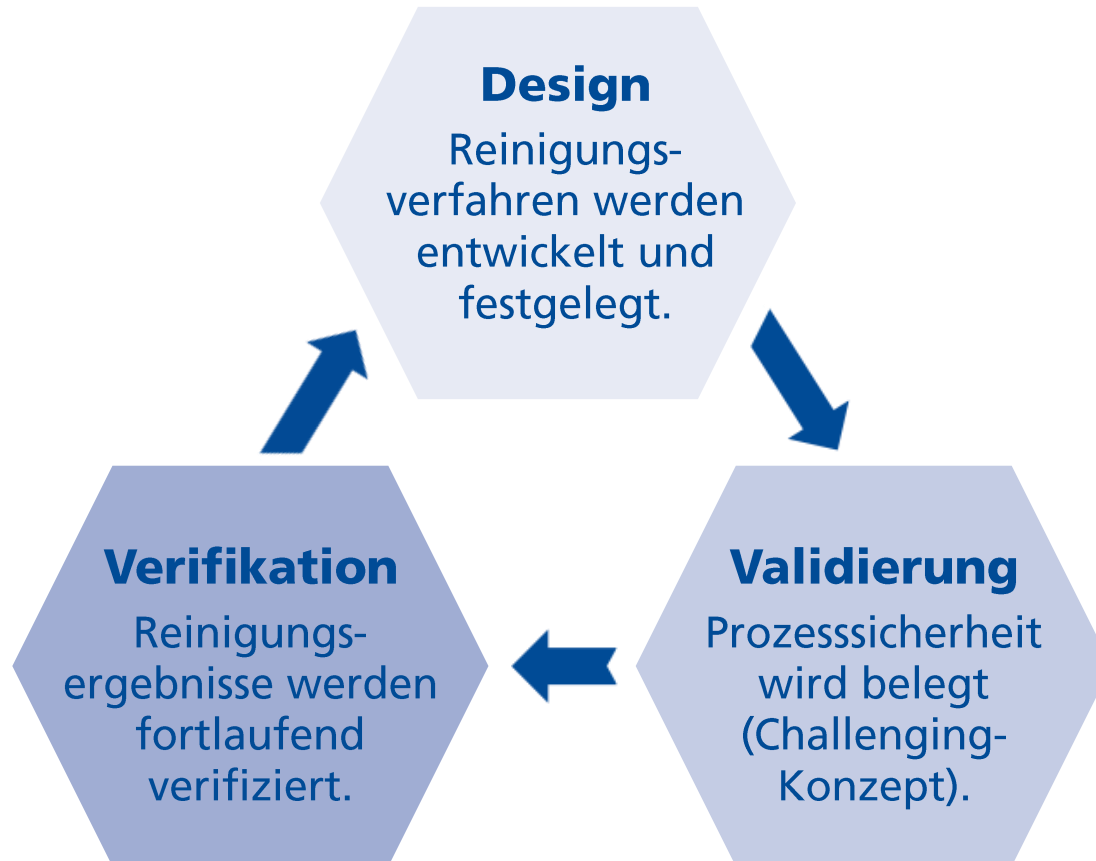 Design
Reinigungs-
verfahren werden
entwickelt und
festgelegt.
Validierung
Prozesssicherheit
wird belegt
(Challenging-
Konzept).
Verifikation
Reinigungs-
ergebnisse werden
fortlaufend
verifiziert.